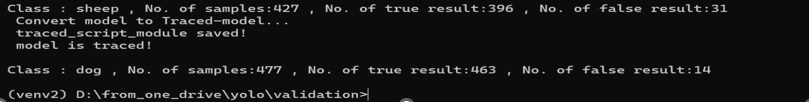 Class : sheep , No. of samples:427 , No. of true result:396 , No. of false result:31
Convert model to Traced-model...
traced_script_module saved!
model is traced!
Class : dog , No. of samples:477 , No. of true result:463 , No. of false result:14
(venv2) D:\from_one_drive\yolo\validation>